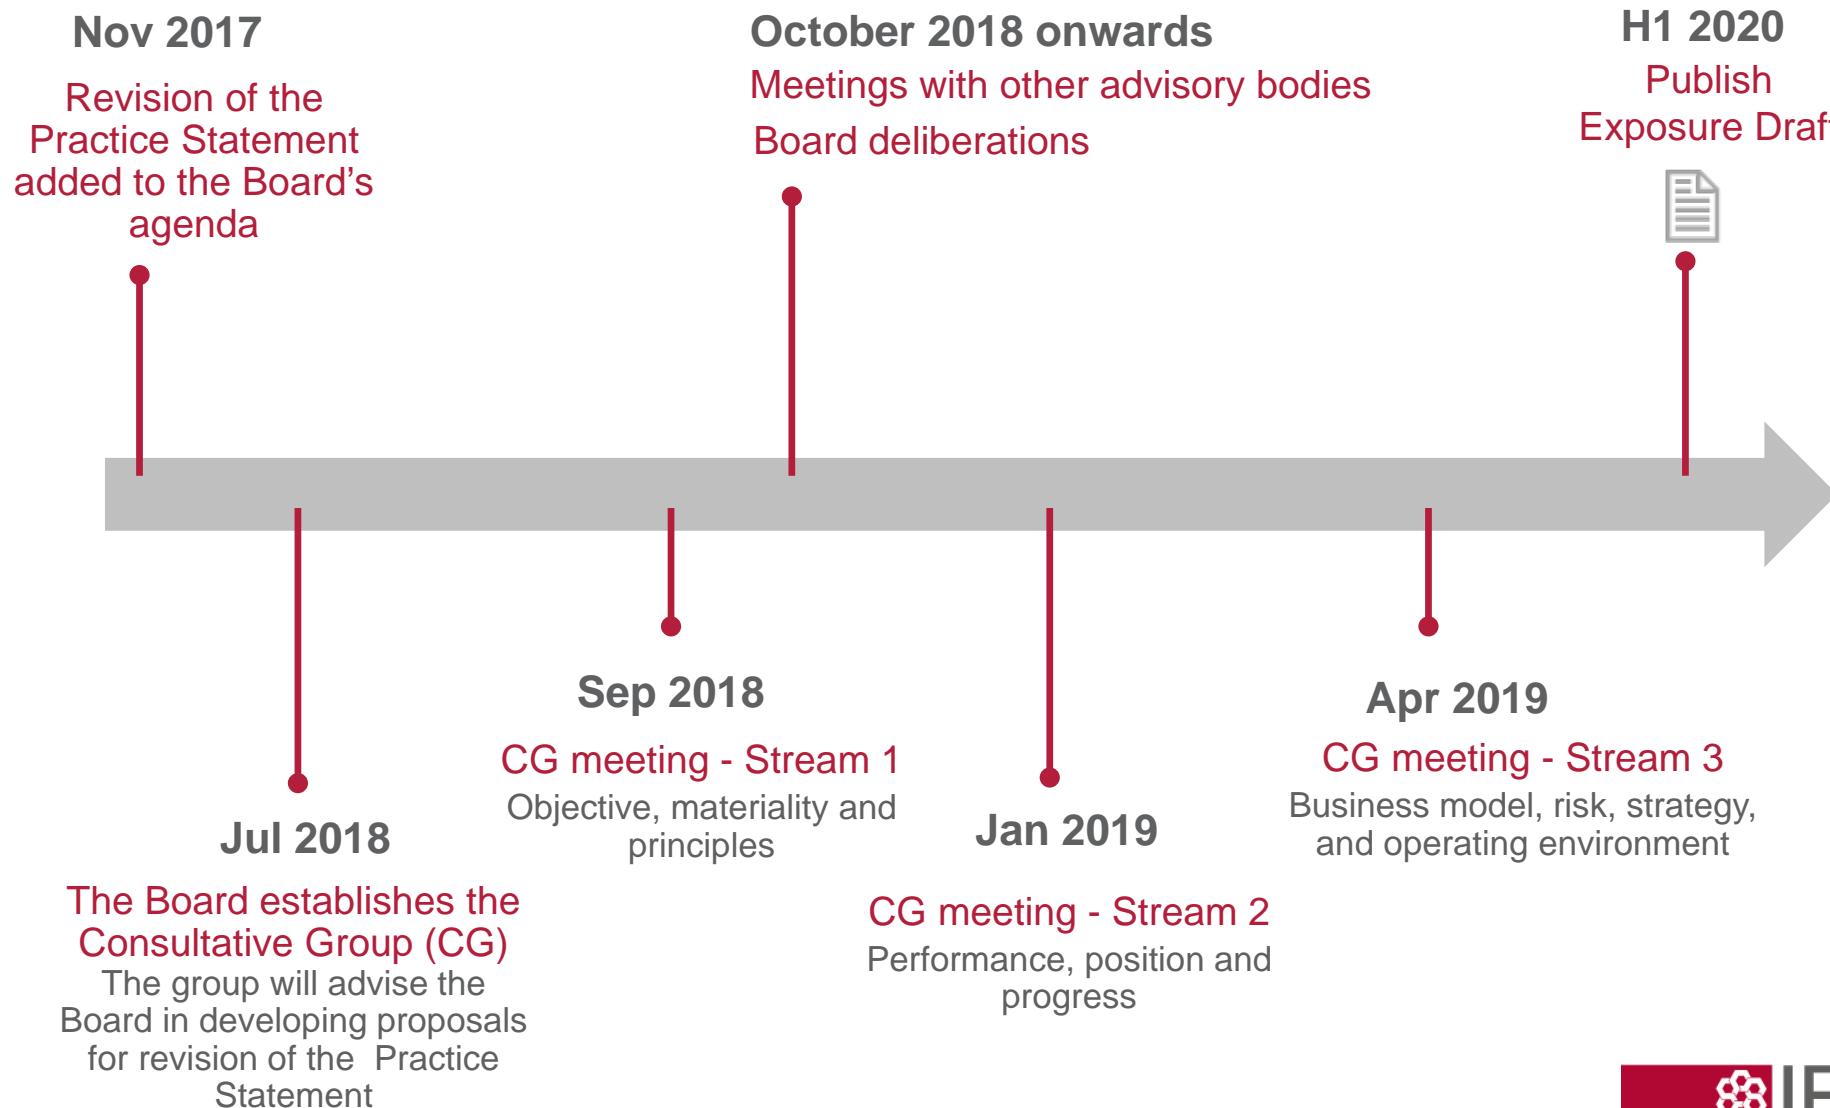 Nov 2017
Revision of the
Practice Statement
added to the Board's
agenda
October 2018 onwards
Meetings with other advisory bodies
Board deliberations
H1 2020
Publish
Exposure Draf
Jul 2018
The Board establishes the
Consultative Group (CG)
The group will advise the
Board in developing proposals
for revision of the Practice
Statement
Sep 2018
CG meeting - Stream 1
Objective, materiality and
principles
Jan 2019
CG meeting - Stream 2
Performance, position and
progress
Apr 2019
CG meeting - Stream 3
Business model, risk, strategy,
and operating environment